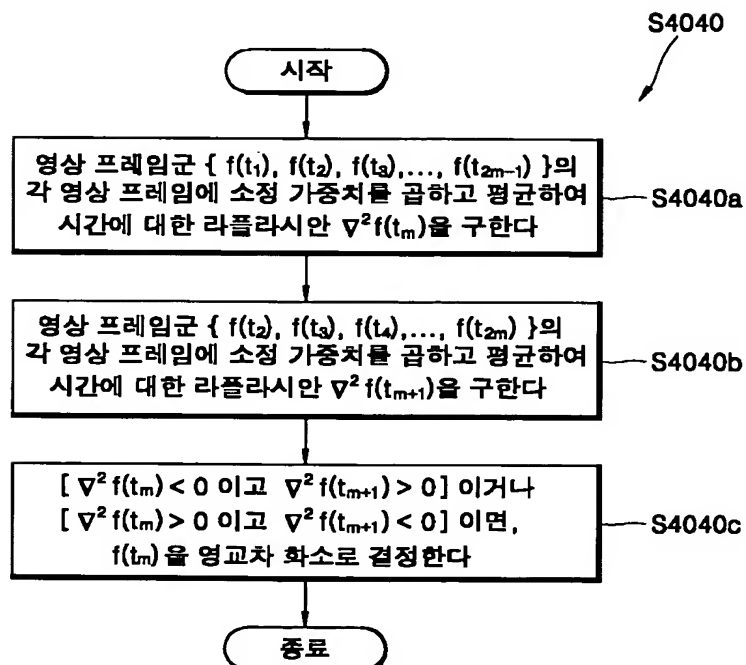 S4040
시작
영상 프레임군 { f(t₁), f(t₂), f(t₃),..., f(t₂ₘ₋₁) }의
각 영상 프레임에 소정 가중치를 곱하고 평균하여
시간에 대한 라플라시안 ∇² f(tₘ)을 구한다
S4040a
영상 프레임군 { f(t₂), f(t₃), f(t₄),..., f(t₂ₘ) }의
각 영상 프레임에 소정 가중치를 곱하고 평균하여
시간에 대한 라플라시안 ∇² f(tₘ₊₁)을 구한다
S4040b
[ ∇² f(tₘ) < 0 이고 ∇² f(tₘ₊₁) > 0] 이거나
[ ∇² f(tₘ) > 0 이고 ∇² f(tₘ₊₁) < 0] 이면,
f(tₘ)을 영교차 화소로 결정한다
S4040c
종료